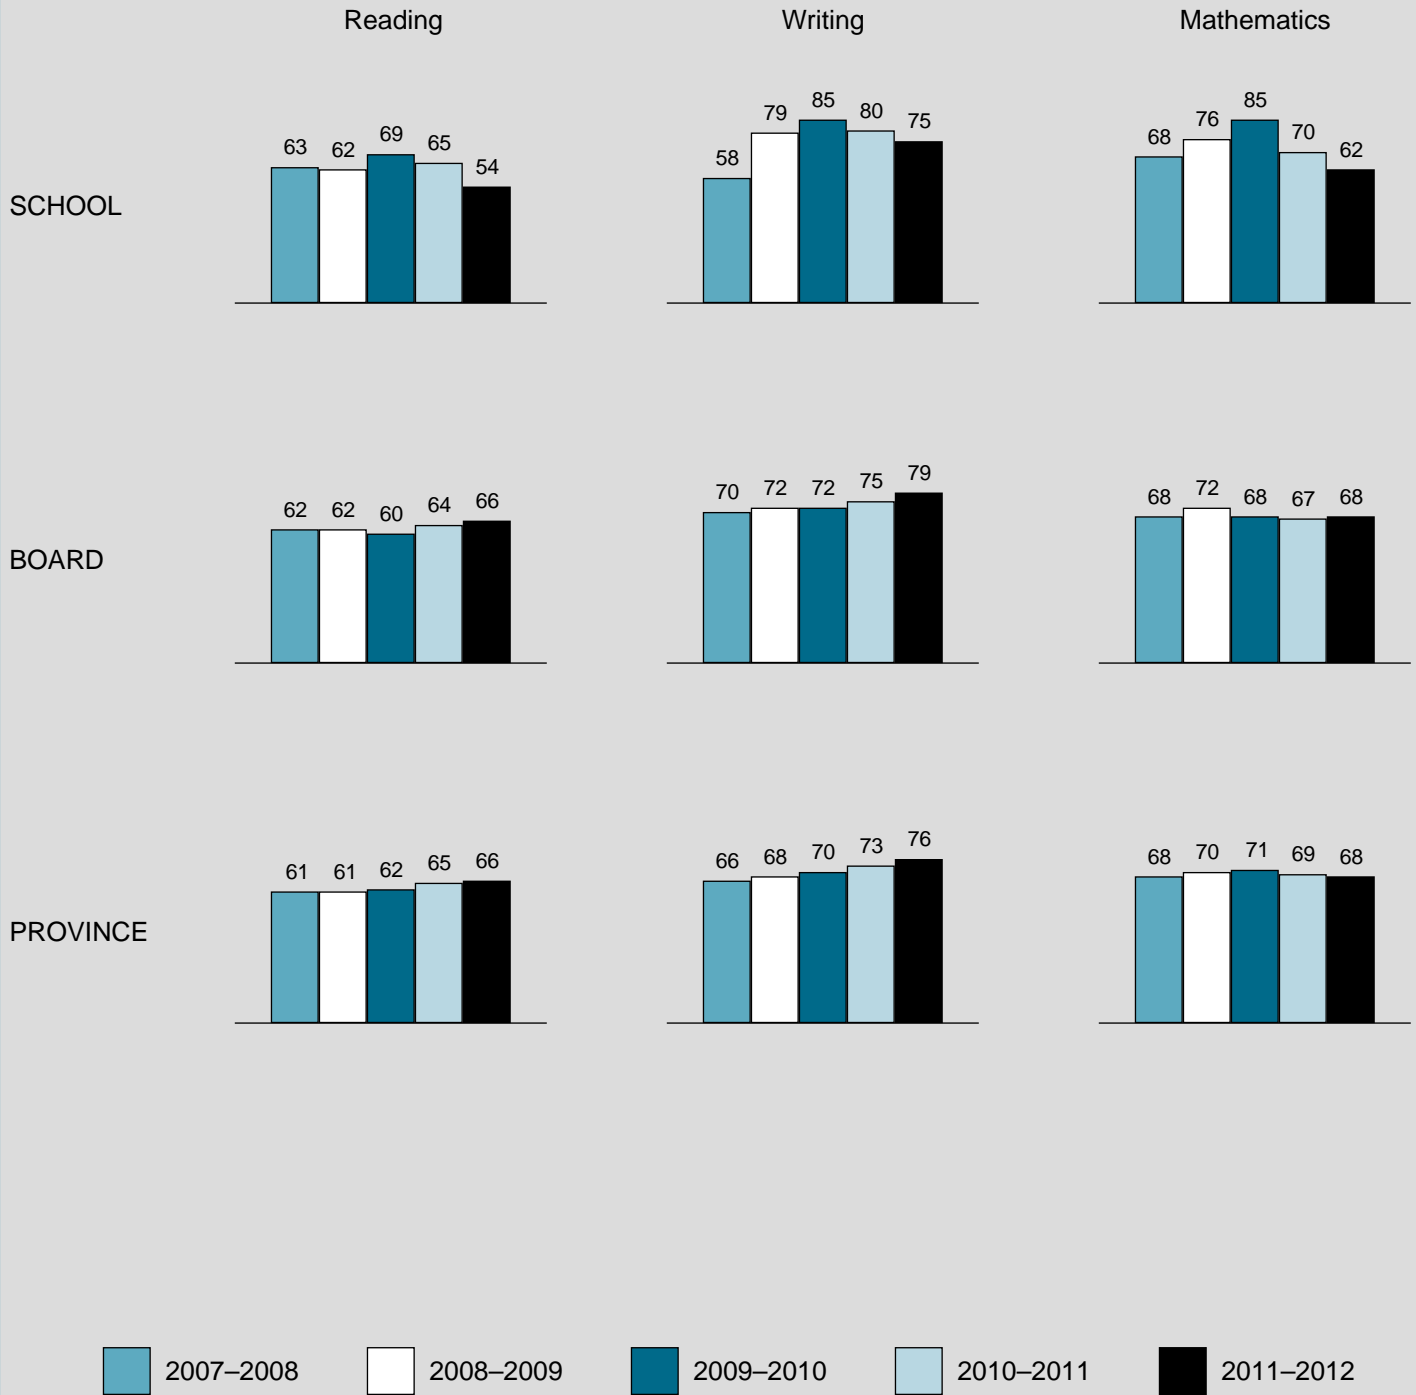 Reading Writing Mathematics
SCHOOL
63 62 69 65 54
58 79 85 80 75
68 76 85 70 62
BOARD
62 62 60 64 66
70 72 72 75 79
68 72 68 67 68
PROVINCE
61 61 62 65 66
66 68 70 73 76
68 70 71 69 68
2007–2008 2008–2009 2009–2010 2010–2011 2011–2012